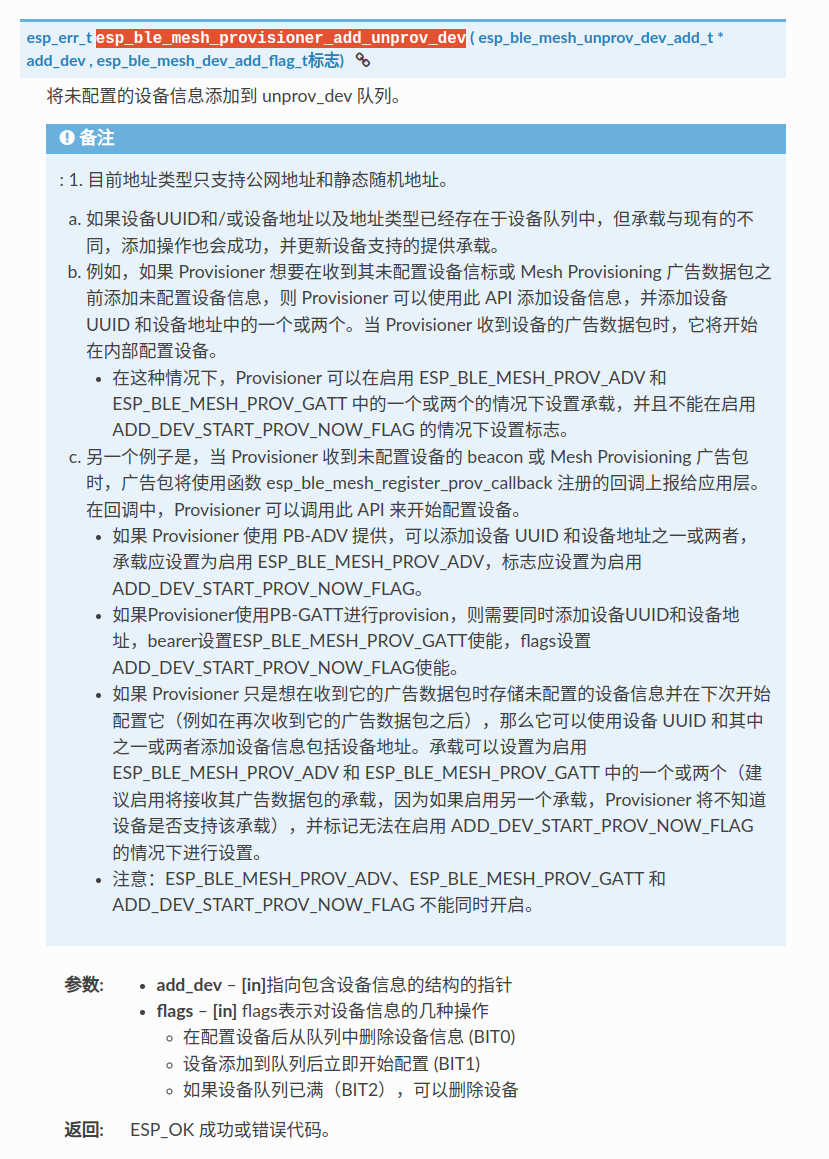 esp_err_t esp_ble_mesh_provisioner_add_unprov_dev ( esp_ble_mesh_unprov_dev_add_t *
add_dev , esp_ble_mesh_dev_add_flag_t标志)
将未配置的设备信息添加到 unprov_dev 队列。
备注
: 1. 目前地址类型只支持公网地址和静态随机地址。
a. 如果设备UUID和/或设备地址以及地址类型已经存在于设备队列中，但承载与现有的不
同，添加操作也会成功，并更新设备支持的提供承载。
b. 例如，如果 Provisioner 想要在收到其未配置设备信标或 Mesh Provisioning 广告数据包之
前添加未配置设备信息，则 Provisioner 可以使用此 API 添加设备信息，并添加设备
UUID 和设备地址中的一个或两个。当 Provisioner 收到设备的广告数据包时，它将开始
在内部配置设备。
• 在这种情况下，Provisioner 可以在启用 ESP_BLE_MESH_PROV_ADV 和
ESP_BLE_MESH_PROV_GATT 中的一个或两个的情况下设置承载，并且不能在启用
ADD_DEV_START_PROV_NOW_FLAG 的情况下设置标志。
c. 另一个例子是，当 Provisioner 收到未配置设备的 beacon 或 Mesh Provisioning 广告包
时，广告包将使用函数 esp_ble_mesh_register_prov_callback 注册的回调上报给应用层。
在回调中，Provisioner 可以调用此 API 来开始配置设备。
• 如果 Provisioner 使用 PB-ADV 提供，可以添加设备 UUID 和设备地址之一或两者，
承载应设置为启用 ESP_BLE_MESH_PROV_ADV，标志应设置为启用
ADD_DEV_START_PROV_NOW_FLAG。
• 如果Provisioner使用PB-GATT进行provision，则需要同时添加设备UUID和设备地
址，bearer设置ESP_BLE_MESH_PROV_GATT使能，flags设置
ADD_DEV_START_PROV_NOW_FLAG使能。
• 如果 Provisioner 只是想在收到它的广告数据包时存储未配置的设备信息并在下次开始
配置它（例如在再次收到它的广告数据包之后），那么它可以使用设备 UUID 和其中
之一或两者添加设备信息包括设备地址。承载可以设置为启用
ESP_BLE_MESH_PROV_ADV 和 ESP_BLE_MESH_PROV_GATT 中的一个或两个（建
议启用将接收其广告数据包的承载，因为如果启用另一个承载，Provisioner 将不知道
设备是否支持该承载），并标记无法在启用 ADD_DEV_START_PROV_NOW_FLAG
的情况下进行设置。
• 注意：ESP_BLE_MESH_PROV_ADV、ESP_BLE_MESH_PROV_GATT 和
ADD_DEV_START_PROV_NOW_FLAG 不能同时开启。
参数: • add_dev – [in]指向包含设备信息的结构的指针
• flags – [in] flags表示对设备信息的几种操作
◦ 在配置设备后从队列中删除设备信息 (BIT0)
◦ 设备添加到队列后立即开始配置 (BIT1)
◦ 如果设备队列已满（BIT2），可以删除设备
返回: ESP_OK 成功或错误代码。